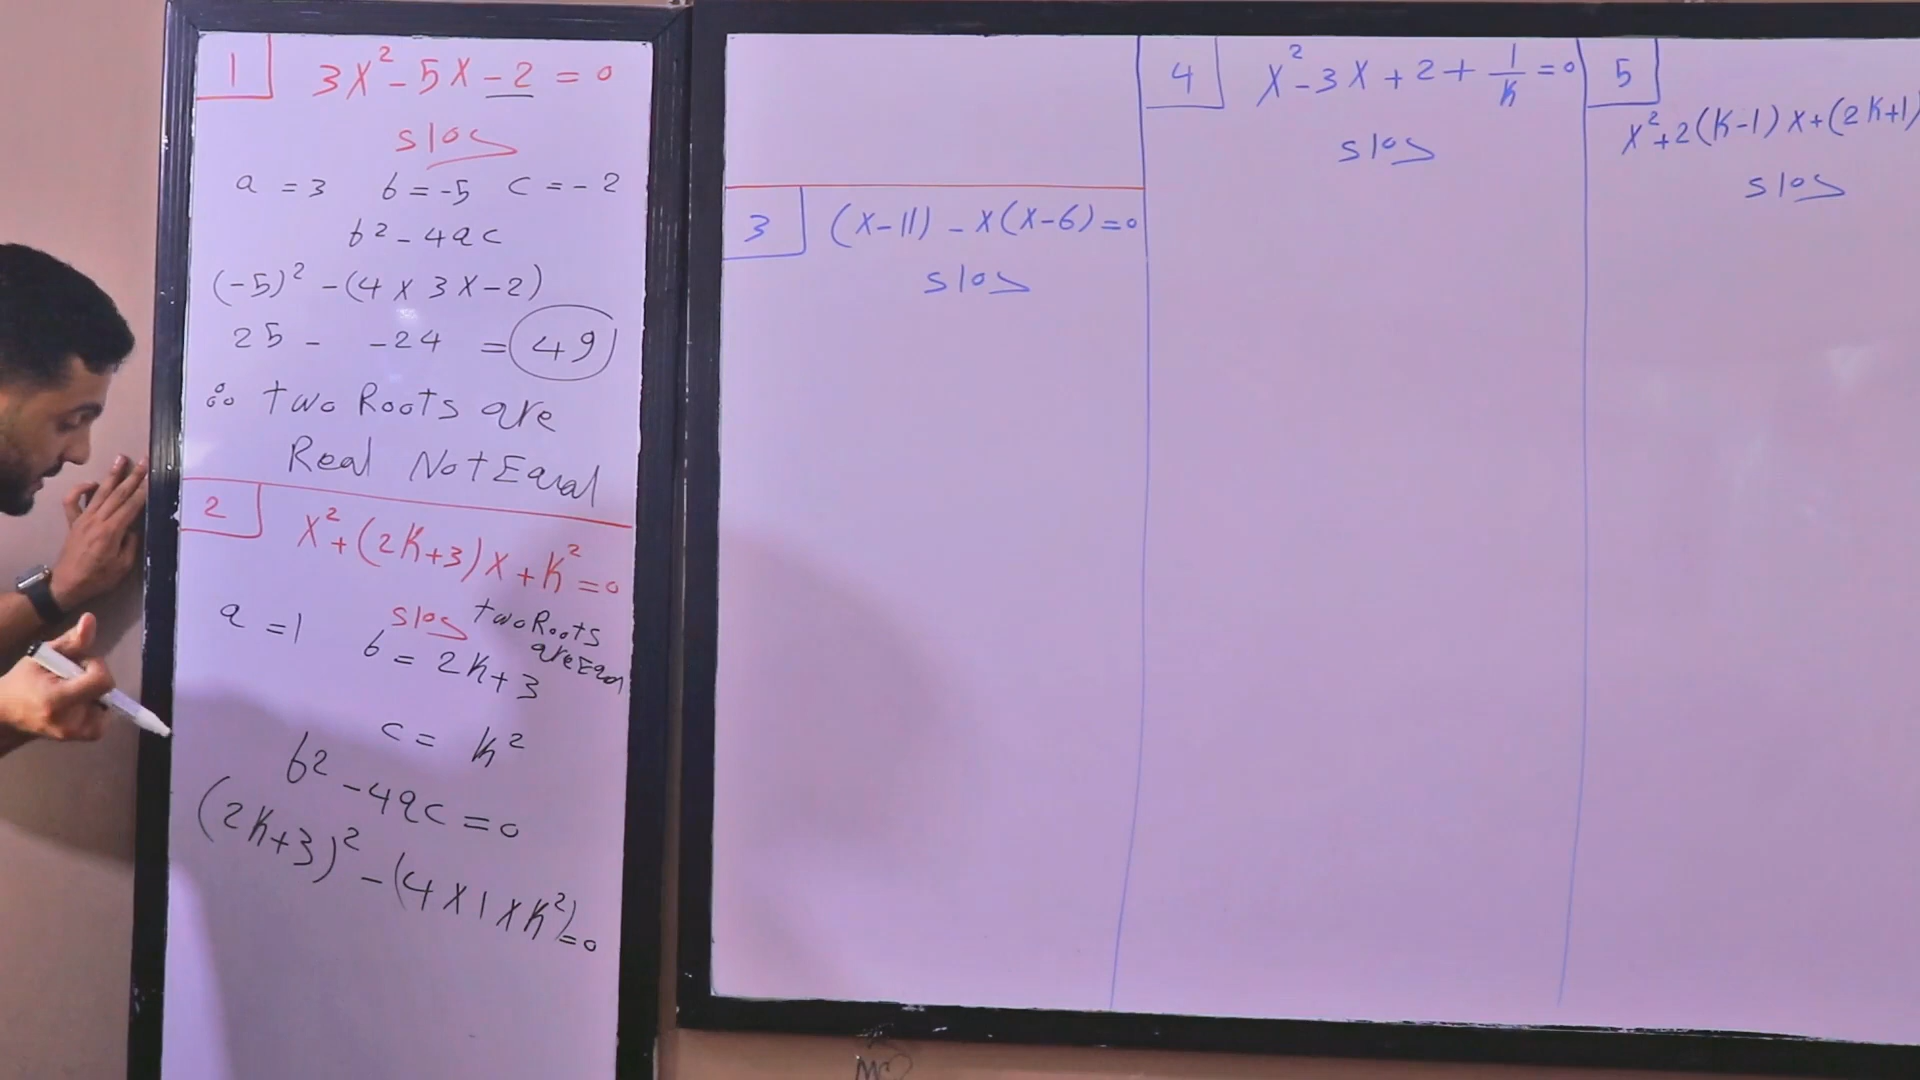 1
3x² - 5x - 2 = 0
slos
a = 3 b = -5 c = -2
b² - 4ac
(-5)² - (4 x 3 x -2)
25 - -24 = 49
∴ two Roots are
Real Not Equal
2
x² + (2k+3)x + k² = 0
slos two Roots
are Equal
a = 1 b = 2k+3
c = k²
b² - 4ac = 0
(2k+3)² - (4 x 1 x k²) = 0
3
(x-11) - x(x-6) = 0
slos
4
x² - 3x + 2 + 1/k = 0
slos
5
x² + 2(k-1)x + (2k+1)
slos